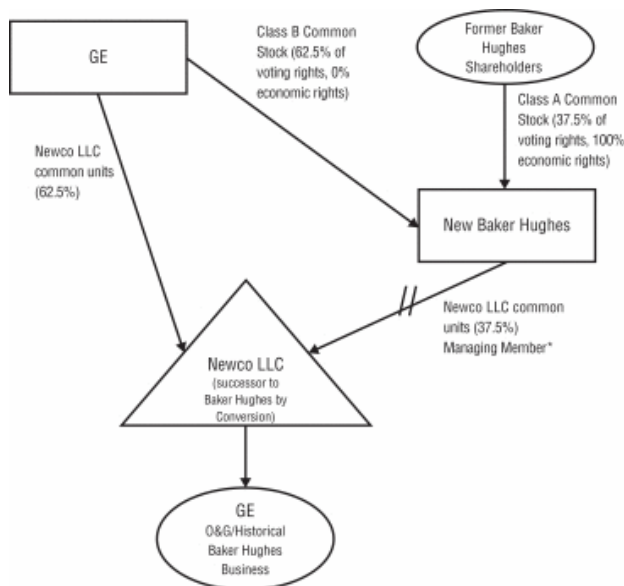 GE
Class B Common
Stock (62.5% of
voting rights, 0%
economic rights)
Former Baker
Hughes
Shareholders
Class A Common
Stock (37.5% of
voting rights, 100%
economic rights)
Newco LLC
common units
(62.5%)
New Baker Hughes
Newco LLC common
units (37.5%)
Managing Member*
Newco LLC
(successor to
Baker Hughes by
Conversion)
GE
O&G/Historical
Baker Hughes
Business